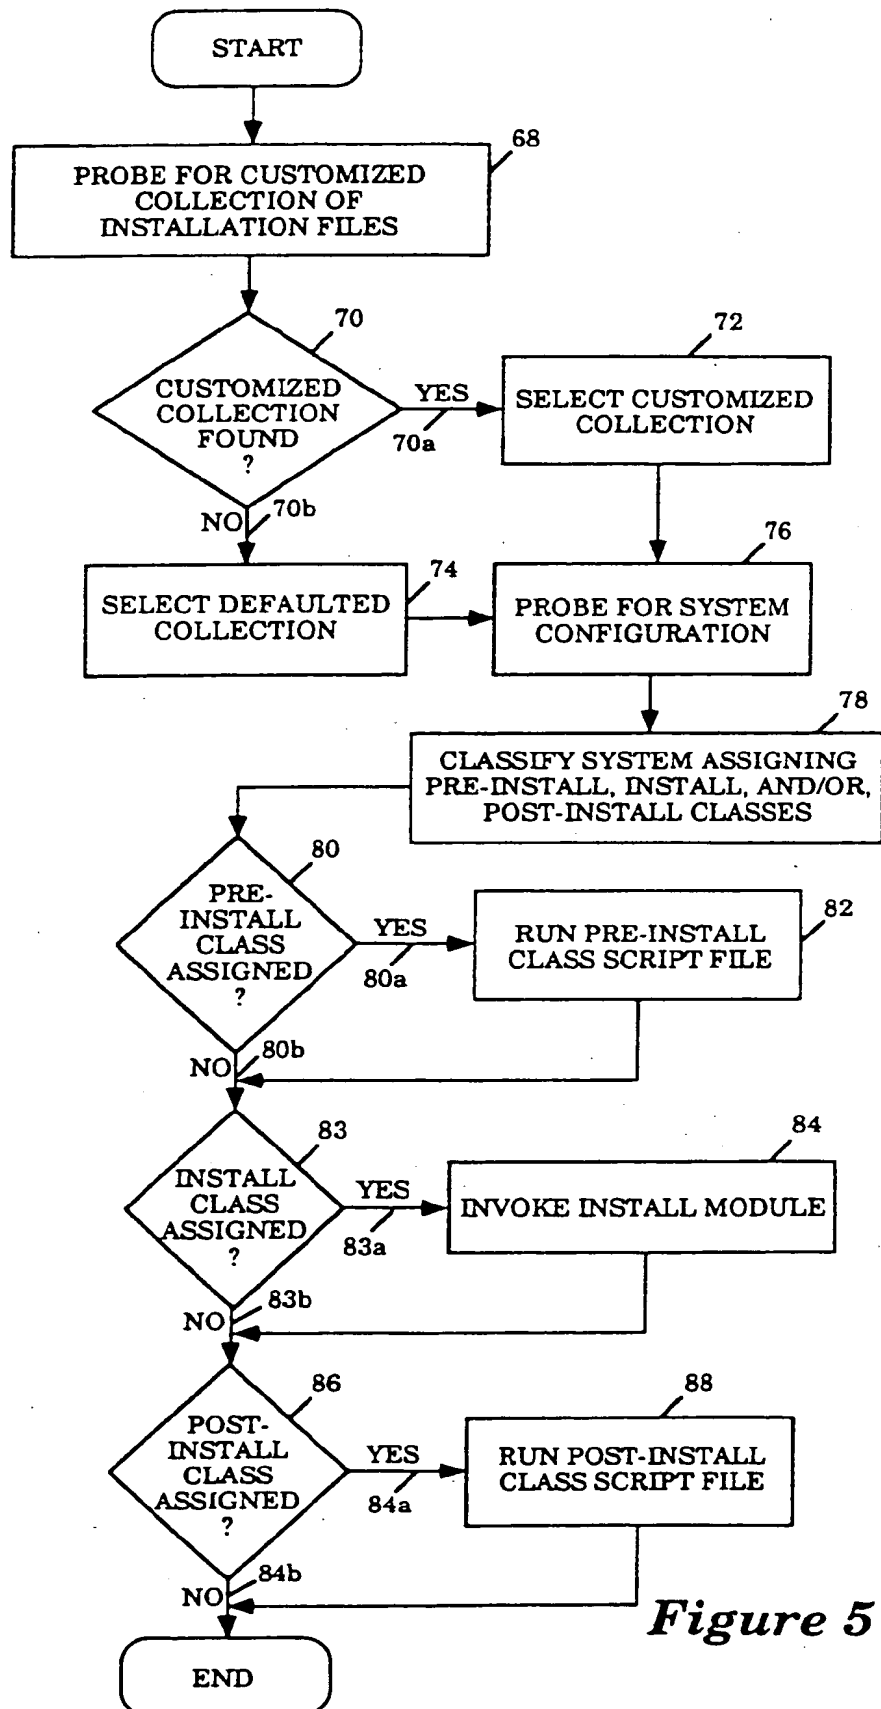 START
68
PROBE FOR CUSTOMIZED
COLLECTION OF
INSTALLATION FILES
70
CUSTOMIZED
COLLECTION
FOUND
?
YES
70a
72
SELECT CUSTOMIZED
COLLECTION
NO
70b
74
SELECT DEFAULTED
COLLECTION
76
PROBE FOR SYSTEM
CONFIGURATION
78
CLASSIFY SYSTEM ASSIGNING
PRE-INSTALL, INSTALL, AND/OR,
POST-INSTALL CLASSES
80
PRE-
INSTALL
CLASS
ASSIGNED
?
YES
80a
82
RUN PRE-INSTALL
CLASS SCRIPT FILE
NO
80b
83
INSTALL
CLASS
ASSIGNED
?
YES
83a
84
INVOKE INSTALL MODULE
NO
83b
86
POST-
INSTALL
CLASS
ASSIGNED
?
YES
84a
88
RUN POST-INSTALL
CLASS SCRIPT FILE
NO
84b
END
Figure 5